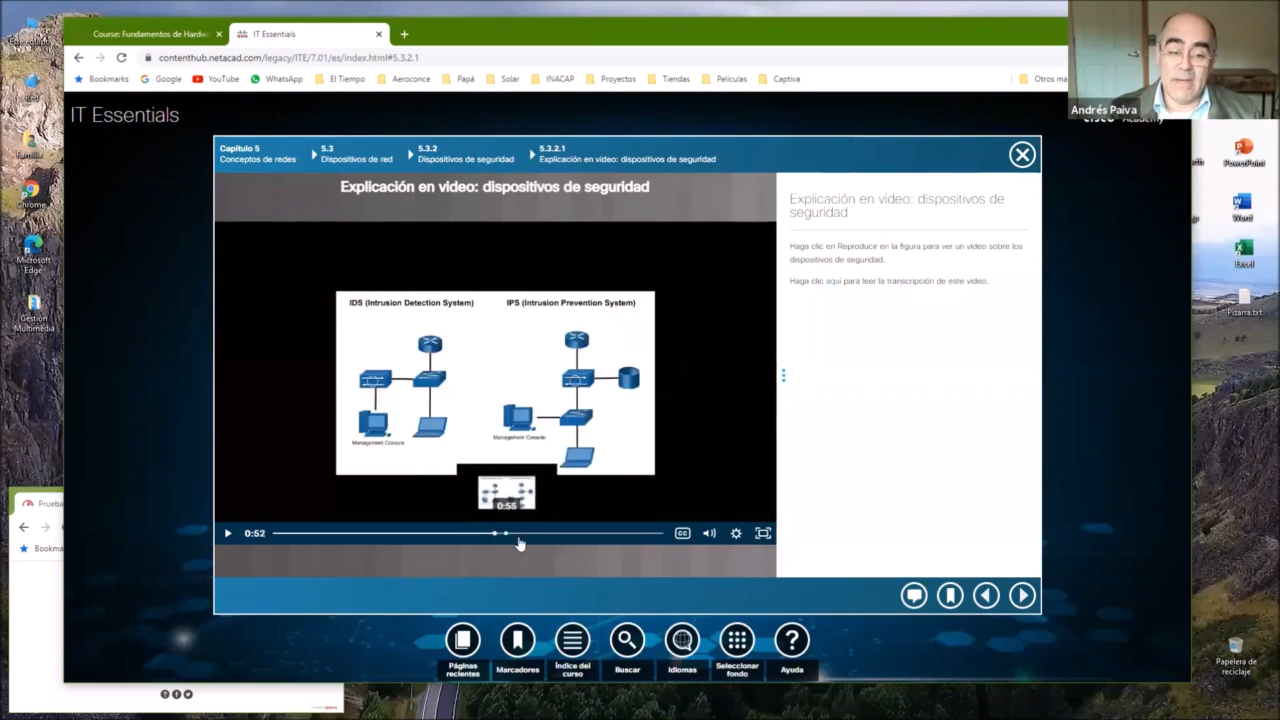 Course: Fundamentos de Hardw
IT Essentials
contenthub.netacad.com/legacy/ITE/7.01/es/index.html#5.3.2.1
Bookmarks
Google
YouTube
WhatsApp
El Tiempo
Aeroconce
Papá
Solar
INACAP
Proyectos
Tiendas
Películas
Captiva
Otros ma
Andrés Paiva
IT Essentials
Academy
Capítulo 5
Conceptos de redes
5.3
Dispositivos de red
5.3.2
Dispositivos de seguridad
5.3.2.1
Explicación en video: dispositivos de seguridad
Explicación en video: dispositivos de seguridad
IDS (Intrusion Detection System)
IPS (Intrusion Prevention System)
Management Console
Management Console
0:55
0:52
CC
Explicación en video: dispositivos de
seguridad
Haga clic en Reproducir en la figura para ver un video sobre los
dispositivos de seguridad.
Haga clic aquí para leer la transcripción de este video.
Páginas
recientes
Marcadores
Índice del
curso
Buscar
Idiomas
Seleccionar
fondo
Ayuda
Red
Familia
Chrome
Microsoft
Edge
Gestión
Multimedia
Prueba
Bookma
PowerPoint
Word
Excel
Pizarra.txt
Papelera de
reciclaje